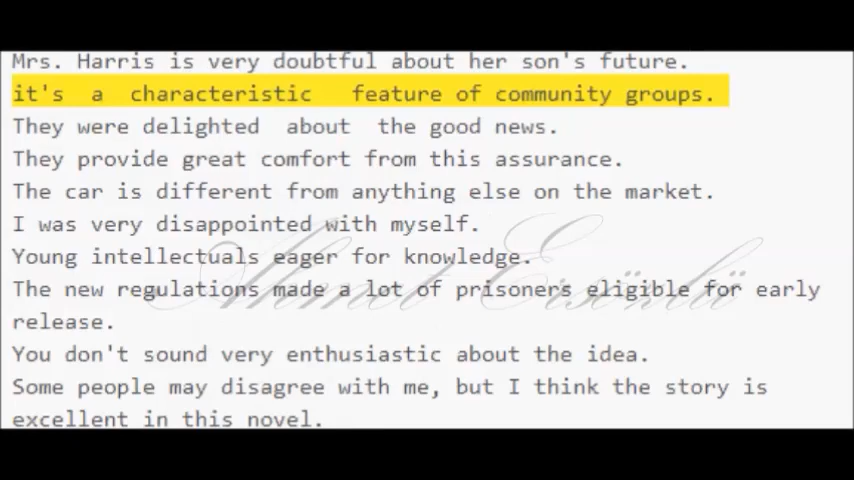 Mrs. Harris is very doubtful about her son's future.
it's a characteristic feature of community groups.
They were delighted about the good news.
They provide great comfort from this assurance.
The car is different from anything else on the market.
I was very disappointed with myself.
Young intellectuals eager for knowledge.
The new regulations made a lot of prisoners eligible for early
release.
You don't sound very enthusiastic about the idea.
Some people may disagree with me, but I think the story is
excellent in this novel.